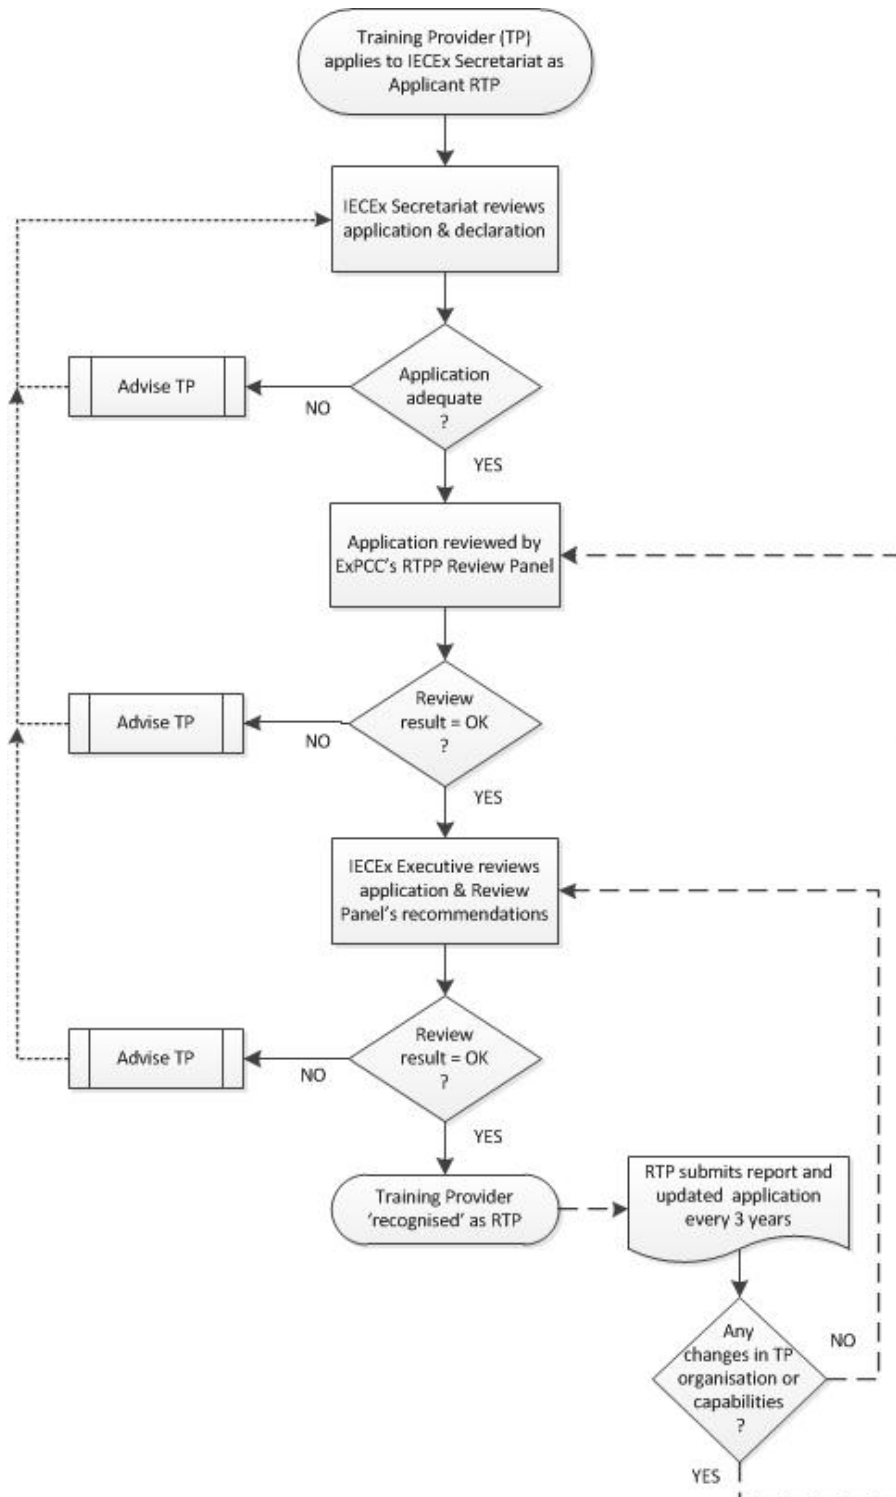 Training Provider (TP)
applies to IECEx Secretariat as
Applicant RTP
IECEx Secretariat reviews
application & declaration
Application
adequate
?
NO
Advise TP
YES
Application reviewed by
ExPCC's RTPP Review Panel
Review
result = OK
?
NO
Advise TP
YES
IECEx Executive reviews
application & Review
Panel's recommendations
Review
result = OK
?
NO
Advise TP
YES
Training Provider
'recognised' as RTP
RTP submits report and
updated application
every 3 years
Any
changes in TP
organisation or
capabilities
?
NO
YES